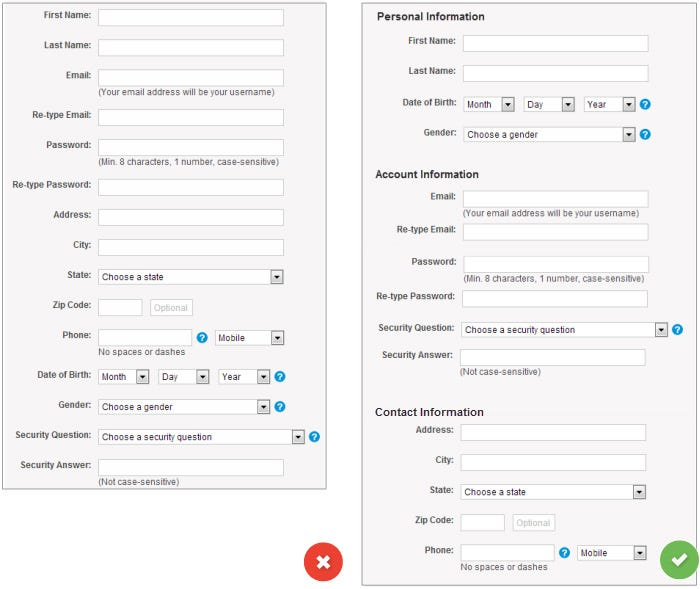 First Name:
Last Name:
Email:
(Your email address will be your username)
Re-type Email:
Password:
(Min. 8 characters, 1 number, case-sensitive)
Re-type Password:
Address:
City:
State: Choose a state
Zip Code: Optional
Phone: ? Mobile
No spaces or dashes
Date of Birth: Month Day Year ?
Gender: Choose a gender ?
Security Question: Choose a security question ?
Security Answer:
(Not case-sensitive)
Personal Information
First Name:
Last Name:
Date of Birth: Month Day Year ?
Gender: Choose a gender ?
Account Information
Email:
(Your email address will be your username)
Re-type Email:
Password:
(Min. 8 characters, 1 number, case-sensitive)
Re-type Password:
Security Question: Choose a security question ?
Security Answer:
(Not case-sensitive)
Contact Information
Address:
City:
State: Choose a state
Zip Code: Optional
Phone: ? Mobile
No spaces or dashes